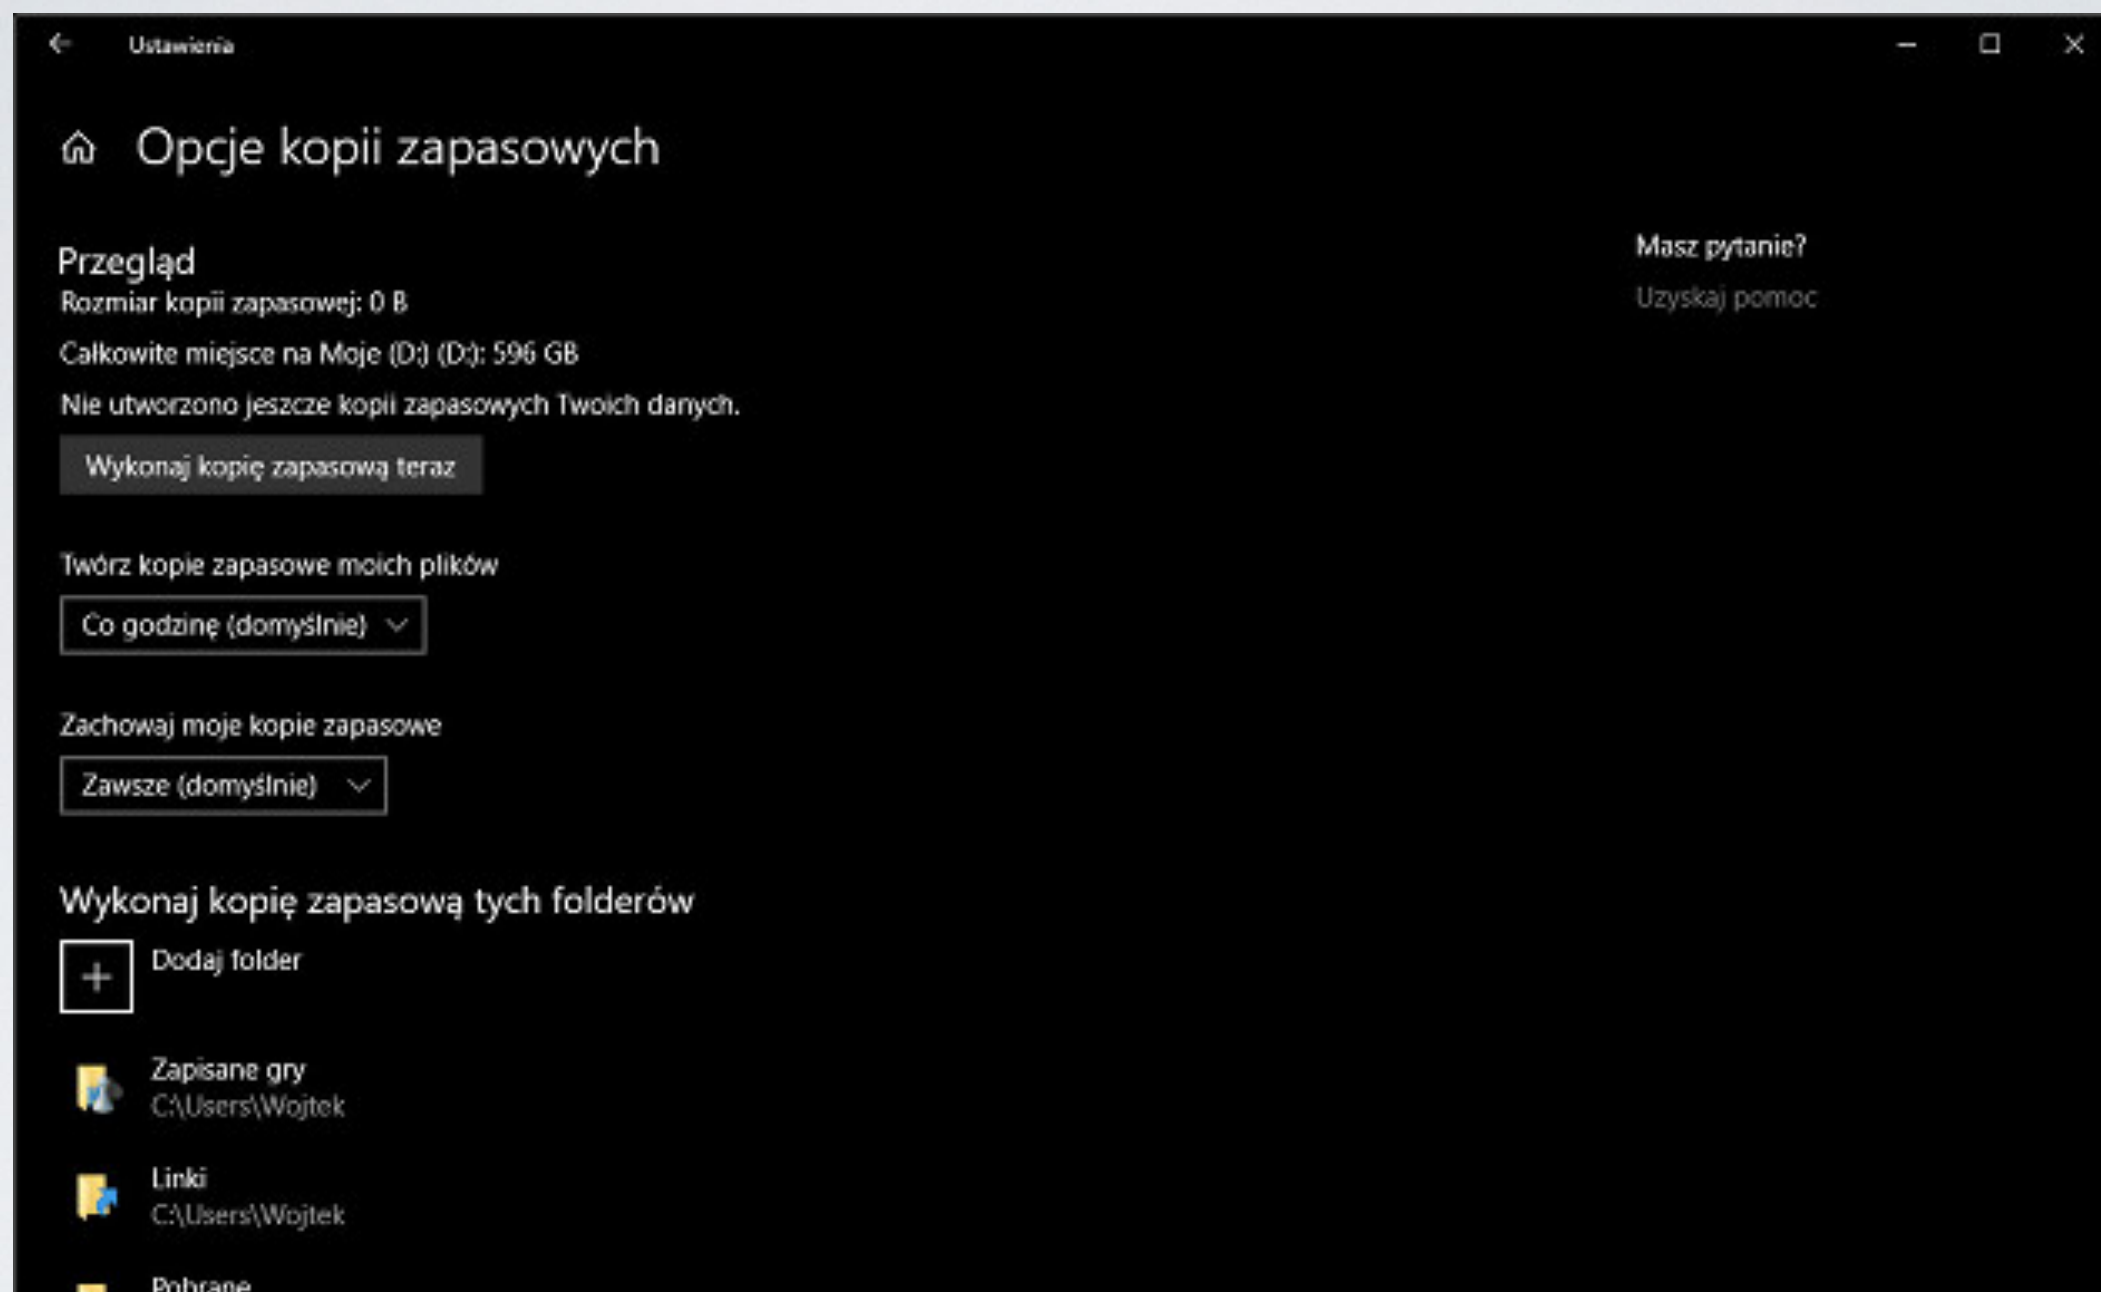 Ustawienia
Opcje kopii zapasowych
Przegląd
Rozmiar kopii zapasowej: 0 B
Całkowite miejsce na Moje (D:) (D:): 596 GB
Nie utworzono jeszcze kopii zapasowych Twoich danych.
Wykonaj kopię zapasową teraz
Twórz kopie zapasowe moich plików
Co godzinę (domyślnie)
Zachowaj moje kopie zapasowe
Zawsze (domyślnie)
Wykonaj kopię zapasową tych folderów
Dodaj folder
Zapisane gry
C:\Users\Wojtek
Linki
C:\Users\Wojtek
Pobrane
Masz pytanie?
Uzyskaj pomoc